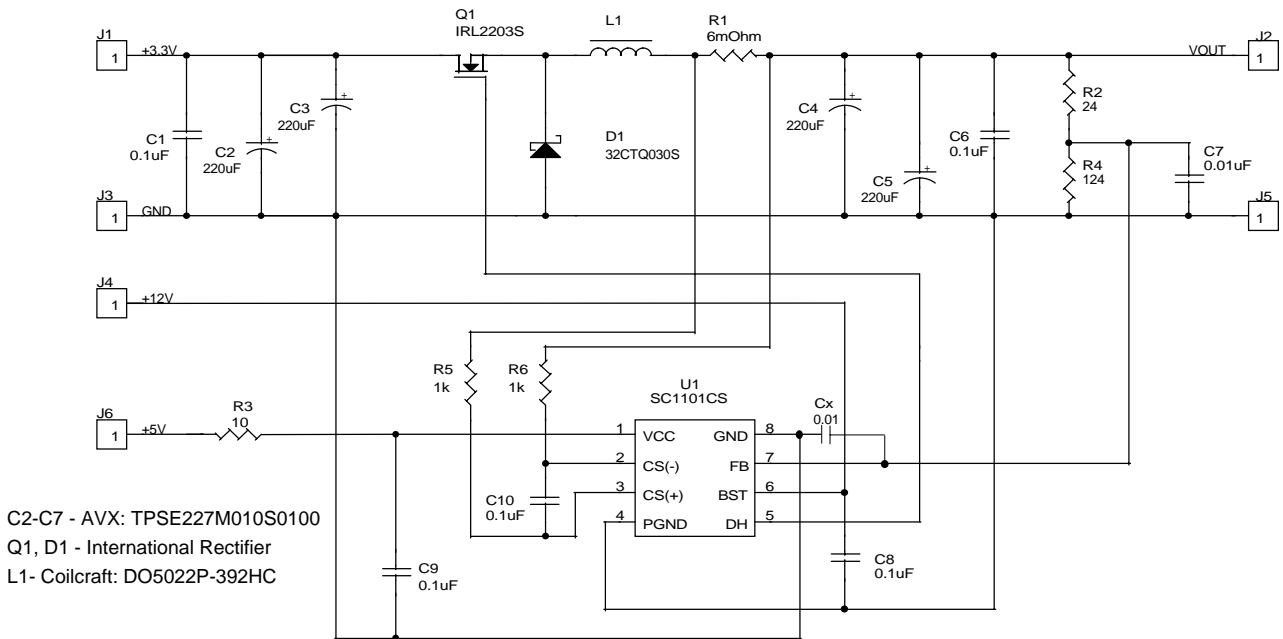 Q1
IRL2203S
L1
R1
6mOhm
J1
1
+3.3V
VOUT
J2
1
C1
0.1uF
C2
220uF
C3
220uF
D1
32CTQ030S
C4
220uF
C5
220uF
C6
0.1uF
R2
24
R4
124
C7
0.01uF
J3
1
GND
J5
1
J4
1
+12V
R5
1k
R6
1k
U1
SC1101CS
Cx
0.01
J6
1
+5V
R3
10
1 VCC GND 8
2 CS(-) FB 7
3 CS(+) BST 6
4 PGND DH 5
C10
0.1uF
C9
0.1uF
C8
0.1uF
C2-C7 - AVX: TPSE227M010S0100
Q1, D1 - International Rectifier
L1- Coilcraft: DO5022P-392HC